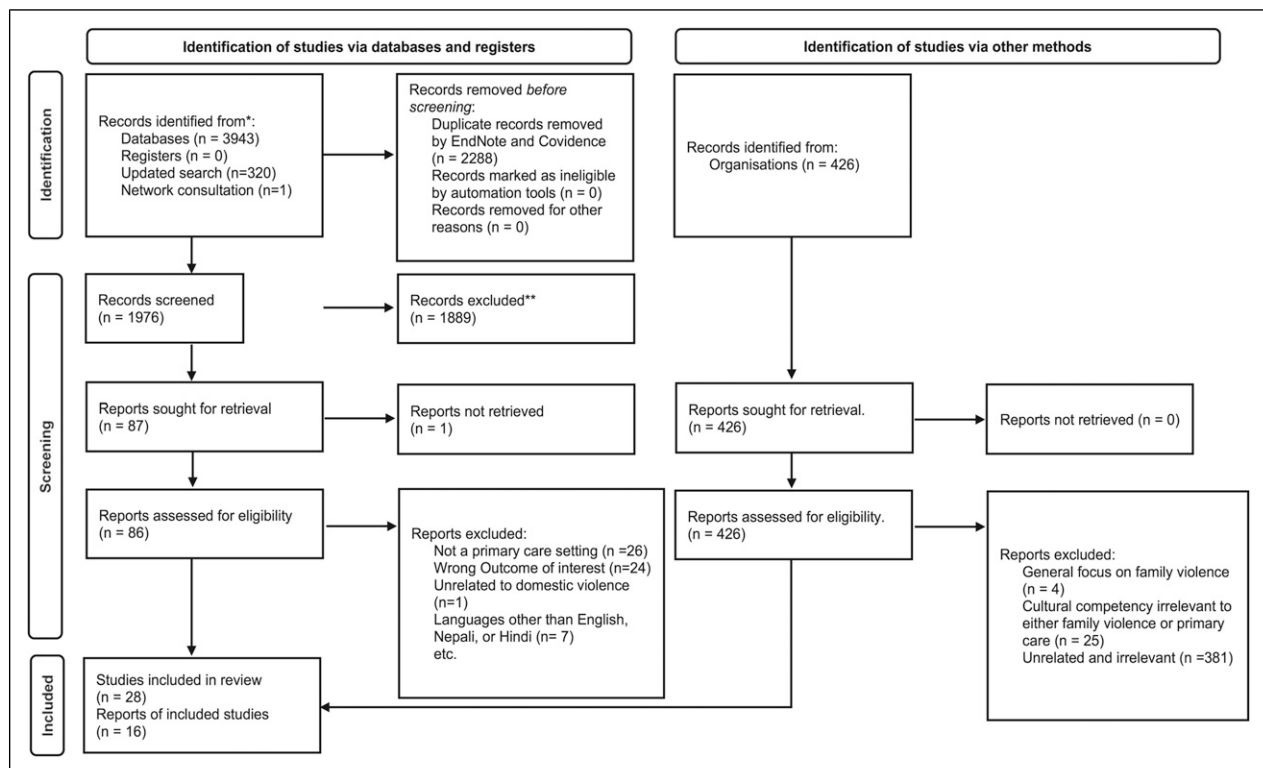 Identification of studies via databases and registers
Identification of studies via other methods
Identification
Records identified from*:
Databases (n = 3943)
Registers (n = 0)
Updated search (n=320)
Network consultation (n=1)
Records removed before
screening:
Duplicate records removed
by EndNote and Covidence
(n = 2288)
Records marked as ineligible
by automation tools (n = 0)
Records removed for other
reasons (n = 0)
Records identified from:
Organisations (n = 426)
Screening
Records screened
(n = 1976)
Records excluded**
(n = 1889)
Reports sought for retrieval
(n = 87)
Reports not retrieved
(n = 1)
Reports sought for retrieval.
(n = 426)
Reports not retrieved (n = 0)
Reports assessed for eligibility
(n = 86)
Reports excluded:
Not a primary care setting (n =26)
Wrong Outcome of interest (n=24)
Unrelated to domestic violence
(n=1)
Languages other than English,
Nepali, or Hindi (n= 7)
etc.
Reports assessed for eligibility.
(n = 426)
Reports excluded:
General focus on family violence
(n = 4)
Cultural competency irrelevant to
either family violence or primary
care (n = 25)
Unrelated and irrelevant (n =381)
Included
Studies included in review
(n = 28)
Reports of included studies
(n = 16)